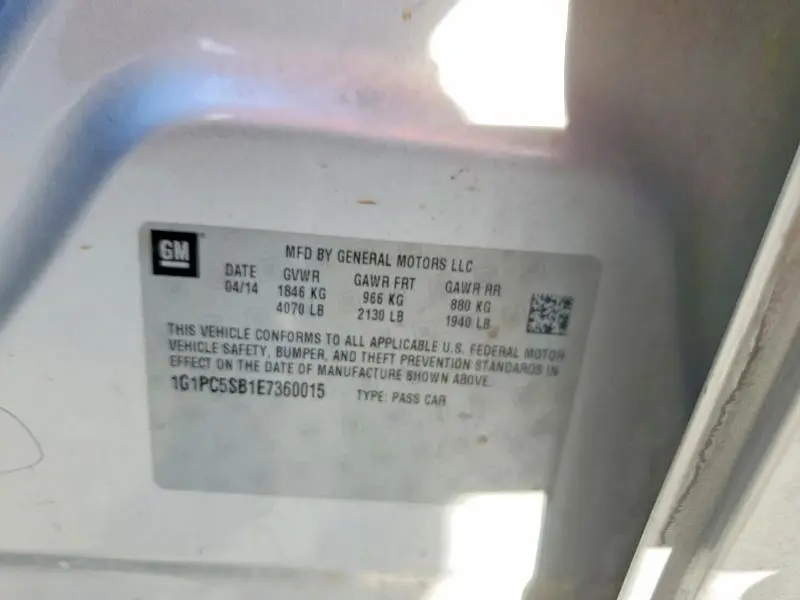 GM
MFD BY GENERAL MOTORS LLC
DATE GVWR GAWR FRT GAWR RR
04/14 1846 KG 966 KG 880 KG
4070 LB 2130 LB 1940 LB
THIS VEHICLE CONFORMS TO ALL APPLICABLE U.S. FEDERAL MOTOR
VEHICLE SAFETY, BUMPER, AND THEFT PREVENTION STANDARDS IN
EFFECT ON THE DATE OF MANUFACTURE SHOWN ABOVE.
1G1PC5SB1E7360015 TYPE: PASS CAR